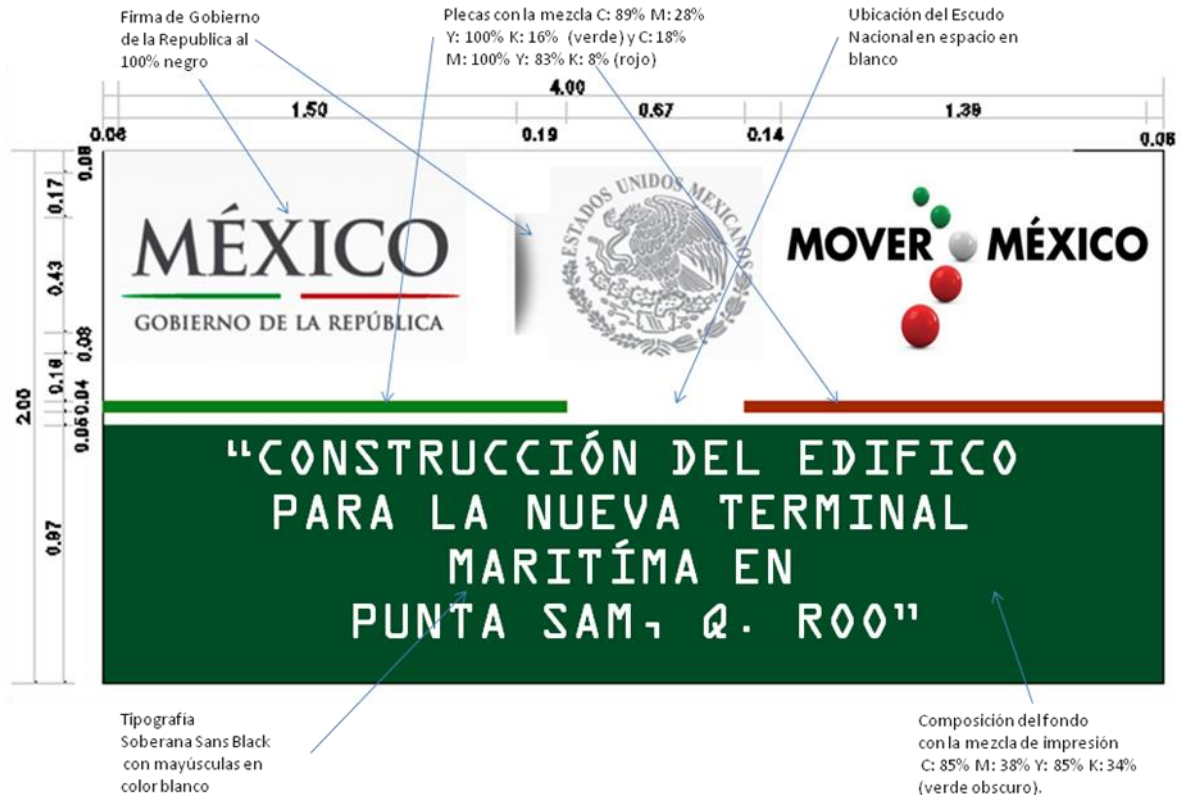 Firma de Gobierno
de la Republica al
100% negro
Plecas con la mezcla C: 89% M: 28%
Y: 100% K: 16% (verde) y C: 18%
M: 100% Y: 83% K: 8% (rojo)
Ubicación del Escudo
Nacional en espacio en
blanco
4.00
1.50
0.67
1.38
0.06
0.19
0.14
0.06
0.08
0.17
0.43
0.08
0.16
0.04
0.06
2.00
0.97
MÉXICO
GOBIERNO DE LA REPÚBLICA
ESTADOS UNIDOS MEXICANOS
MOVER MÉXICO
“CONSTRUCCIÓN DEL EDIFICO
PARA LA NUEVA TERMINAL
MARITÍMA EN
PUNTA SAM, Q. ROO”
Tipografía
Soberana Sans Black
con mayúsculas en
color blanco
Composición del fondo
con la mezcla de impresión
C: 85% M: 38% Y: 85% K: 34%
(verde obscuro).